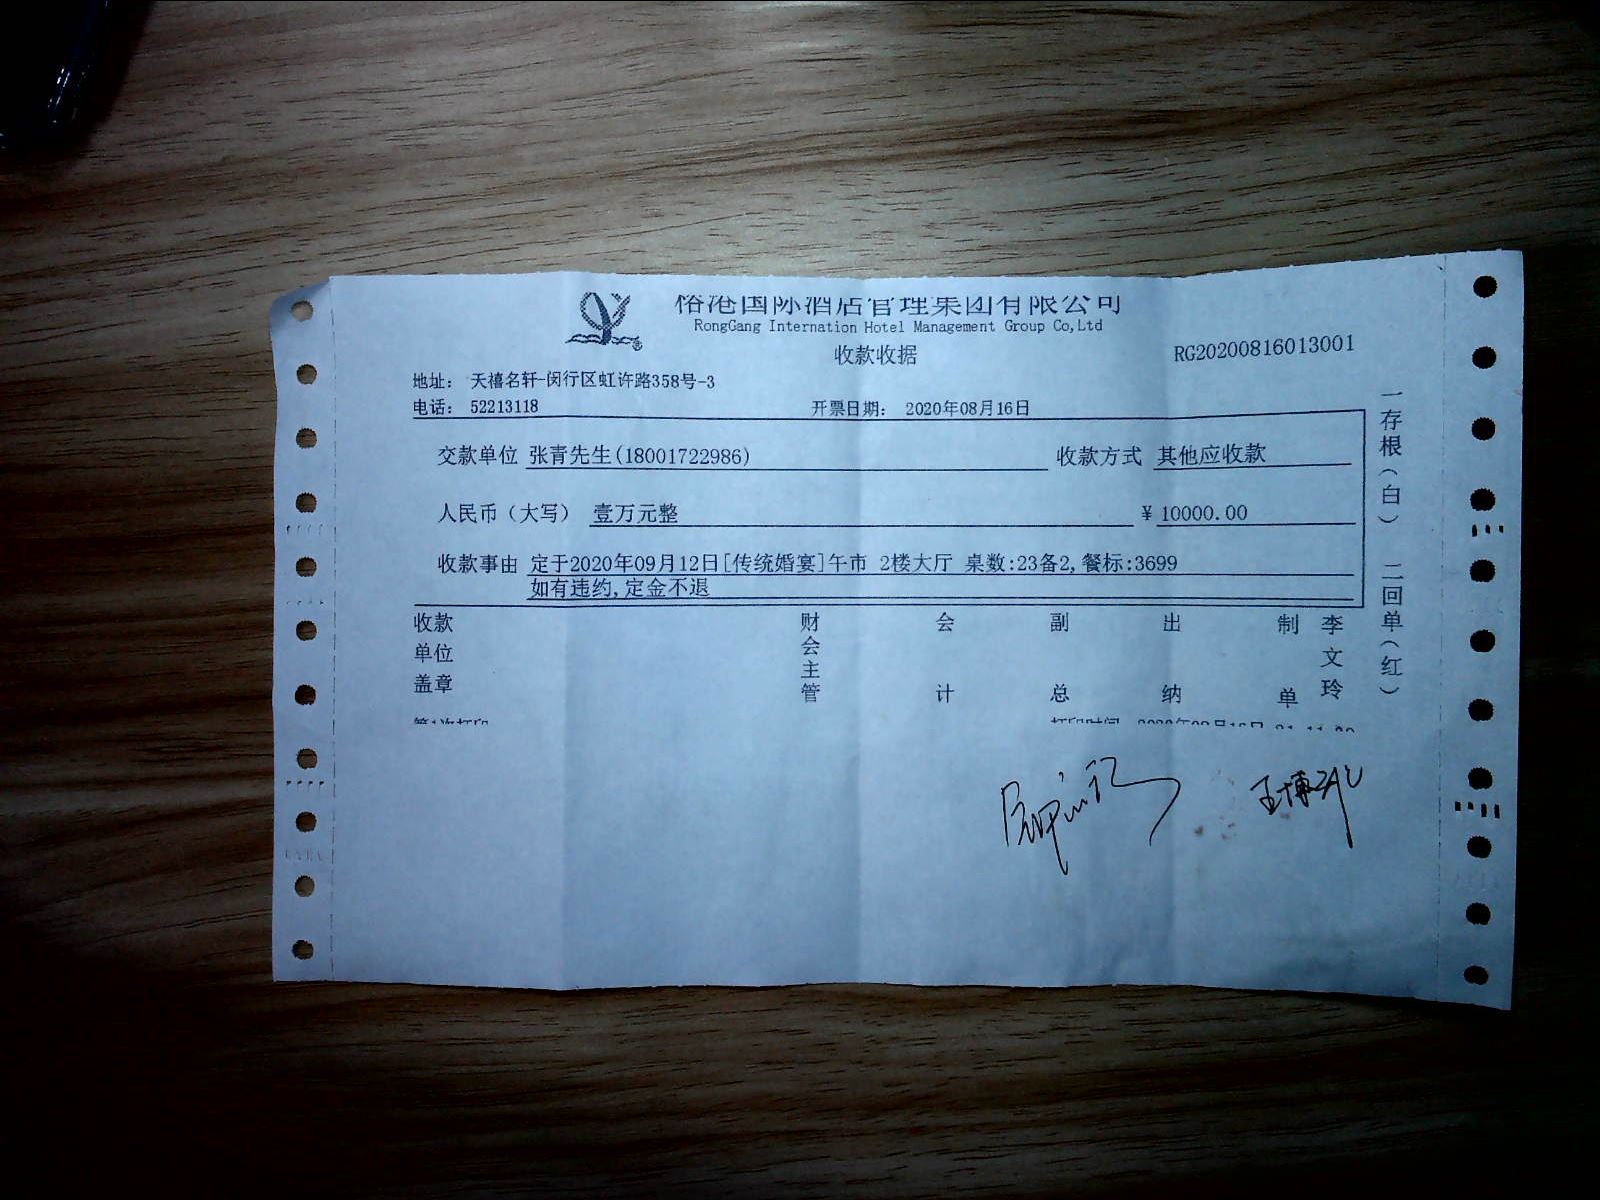 榕港国际酒店管理集团有限公司
RongGang Internation Hotel Management Group Co,Ltd
收款收据
RG20200816013001
地址: 天禧名轩-闵行区虹许路358号-3
电话: 52213118 开票日期: 2020年08月16日
交款单位 张青先生(18001722986) 收款方式 其他应收款
人民币(大写) 壹万元整 ¥ 10000.00
收款事由 定于2020年09月12日[传统婚宴]午市 2楼大厅 桌数:23备2,餐标:3699
如有违约,定金不退
收款单位盖章 财会主管 会计 副总 出纳 制单 李文玲
一存根(白) 二回单(红)
第1次打印